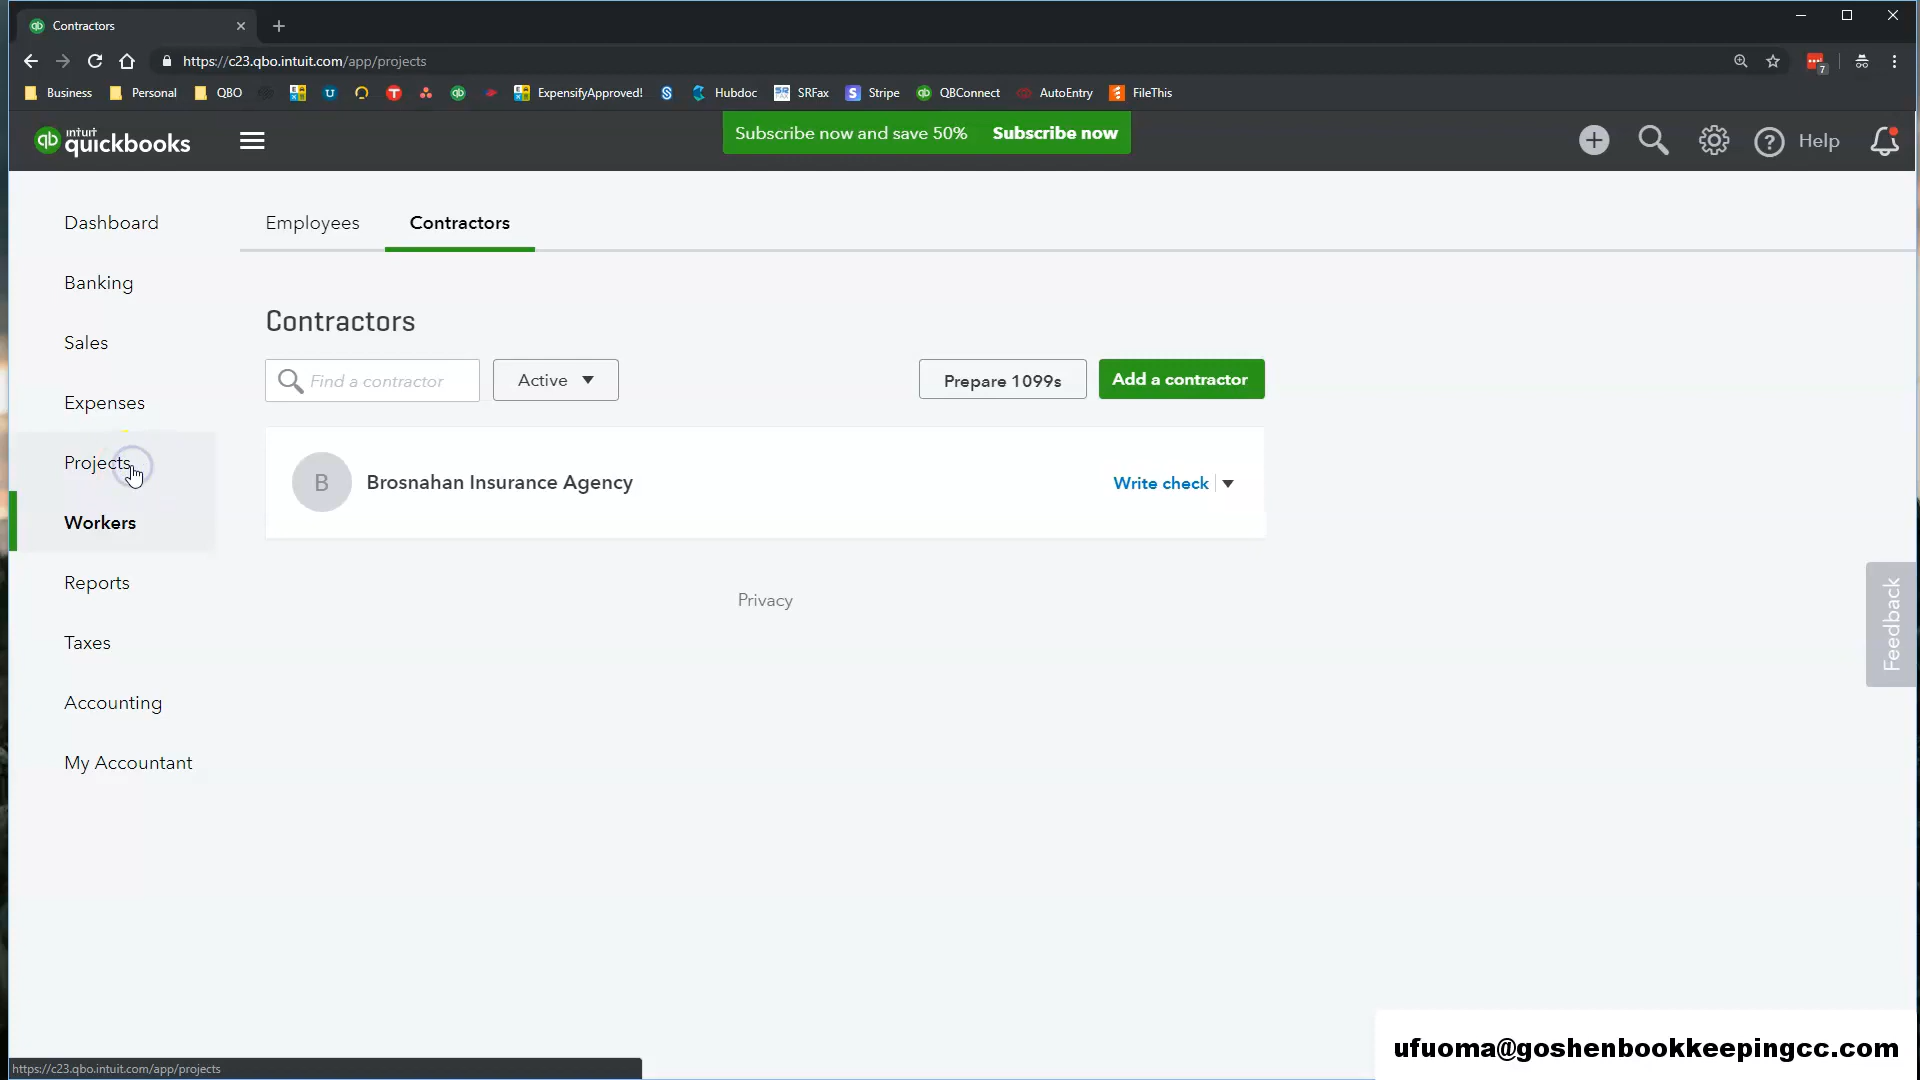 Contractors
https://c23.qbo.intuit.com/app/projects
7
Business Personal QBO ExpensifyApproved! Hubdoc SRFax Stripe QBConnect AutoEntry FileThis
intuit quickbooks
Subscribe now and save 50% Subscribe now
Help
Dashboard
Banking
Sales
Expenses
Projects
Workers
Reports
Taxes
Accounting
My Accountant
Employees Contractors
Contractors
Find a contractor Active Prepare 1099s Add a contractor
B Brosnahan Insurance Agency Write check
Privacy
Feedback
ufuoma@goshenbookkeepingcc.com
https://c23.qbo.intuit.com/app/projects